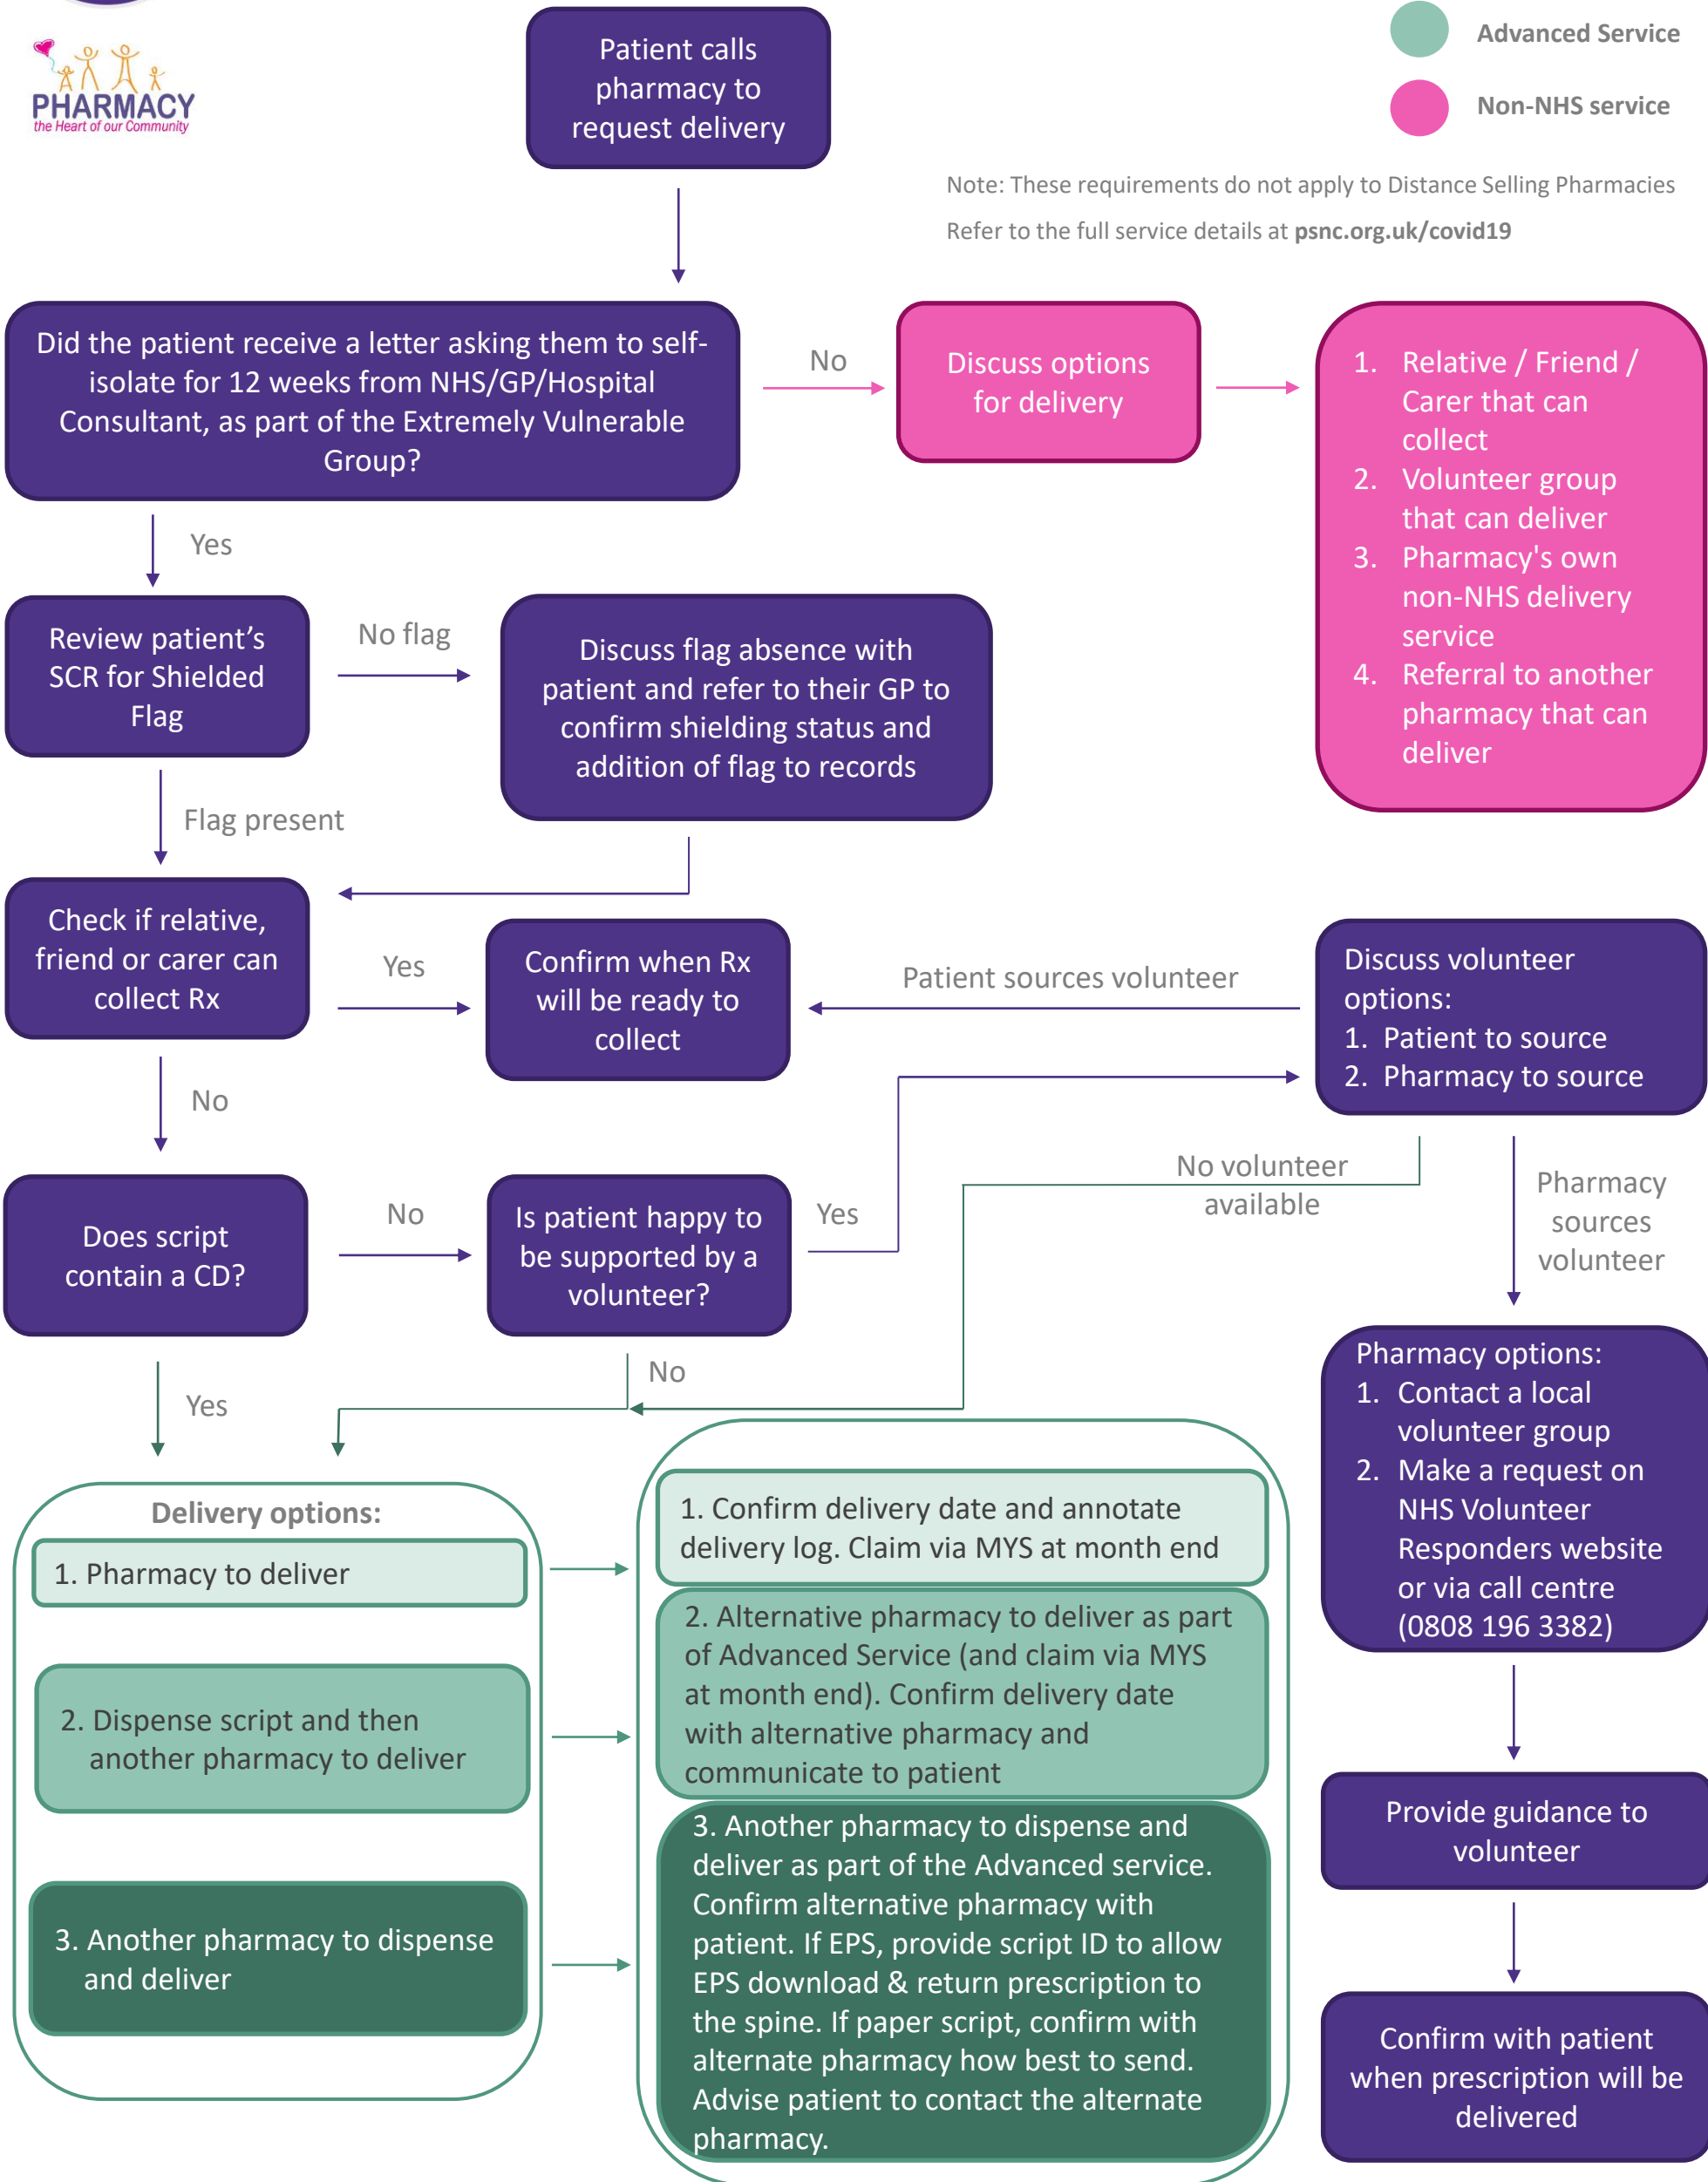 PHARMACY
the Heart of our Community
Patient calls
pharmacy to
request delivery
Advanced Service
Non-NHS service
Note: These requirements do not apply to Distance Selling Pharmacies
Refer to the full service details at psnc.org.uk/covid19
Did the patient receive a letter asking them to self-
isolate for 12 weeks from NHS/GP/Hospital
Consultant, as part of the Extremely Vulnerable
Group?
No
Discuss options
for delivery
1. Relative / Friend /
Carer that can
collect
2. Volunteer group
that can deliver
3. Pharmacy's own
non-NHS delivery
service
4. Referral to another
pharmacy that can
deliver
Yes
Review patient’s
SCR for Shielded
Flag
No flag
Discuss flag absence with
patient and refer to their GP to
confirm shielding status and
addition of flag to records
Flag present
Check if relative,
friend or carer can
collect Rx
Yes
Confirm when Rx
will be ready to
collect
Patient sources volunteer
Discuss volunteer
options:
1. Patient to source
2. Pharmacy to source
No
Does script
contain a CD?
No
Is patient happy to
be supported by a
volunteer?
Yes
No volunteer
available
Pharmacy
sources
volunteer
Yes
No
Pharmacy options:
1. Contact a local
volunteer group
2. Make a request on
NHS Volunteer
Responders website
or via call centre
(0808 196 3382)
Delivery options:
1. Pharmacy to deliver
2. Dispense script and then
another pharmacy to deliver
3. Another pharmacy to dispense
and deliver
1. Confirm delivery date and annotate
delivery log. Claim via MYS at month end
2. Alternative pharmacy to deliver as part
of Advanced Service (and claim via MYS
at month end). Confirm delivery date
with alternative pharmacy and
communicate to patient
3. Another pharmacy to dispense and
deliver as part of the Advanced service.
Confirm alternative pharmacy with
patient. If EPS, provide script ID to allow
EPS download & return prescription to
the spine. If paper script, confirm with
alternate pharmacy how best to send.
Advise patient to contact the alternate
pharmacy.
Provide guidance to
volunteer
Confirm with patient
when prescription will be
delivered